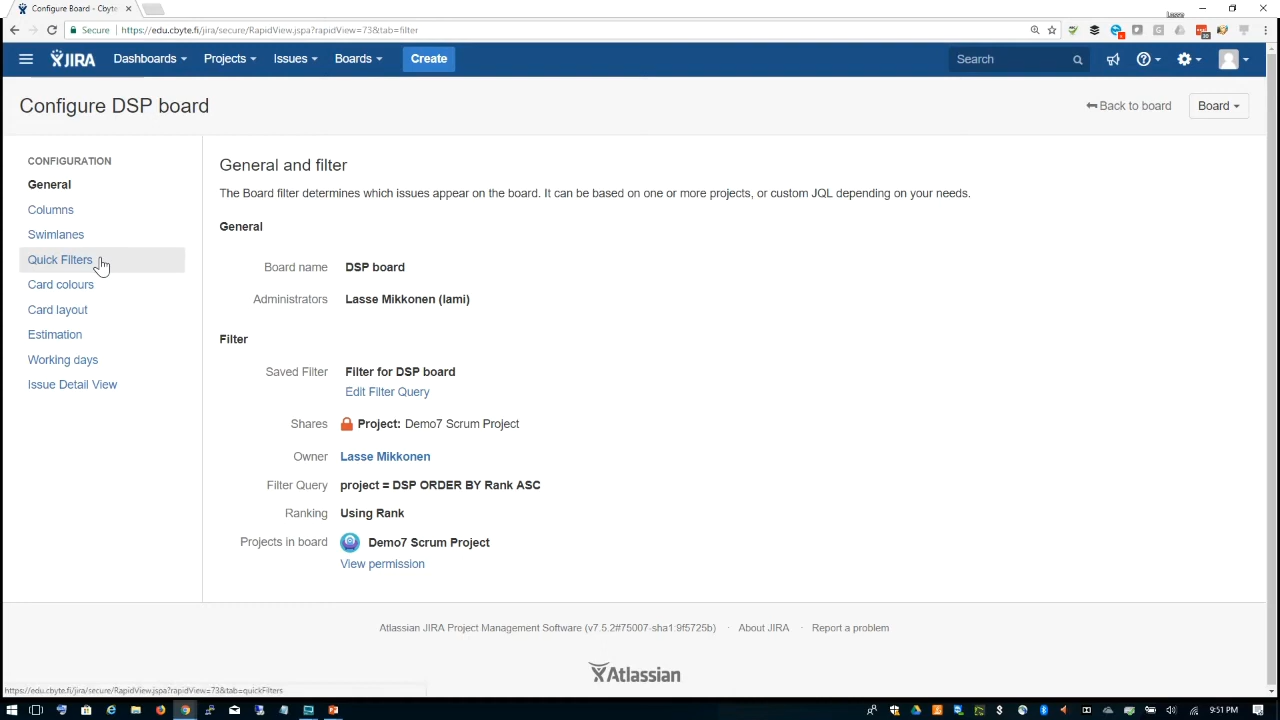 Configure Board - Cbyte
Secure https://edu.cbyte.fi/jira/secure/RapidView.jspa?rapidView=73&tab=filter
JIRA Dashboards Projects Issues Boards Create Search
Configure DSP board
Back to board Board
CONFIGURATION
General
Columns
Swimlanes
Quick Filters
Card colours
Card layout
Estimation
Working days
Issue Detail View
General and filter
The Board filter determines which issues appear on the board. It can be based on one or more projects, or custom JQL depending on your needs.
General
Board name DSP board
Administrators Lasse Mikkonen (lami)
Filter
Saved Filter Filter for DSP board
Edit Filter Query
Shares Project: Demo7 Scrum Project
Owner Lasse Mikkonen
Filter Query project = DSP ORDER BY Rank ASC
Ranking Using Rank
Projects in board Demo7 Scrum Project
View permission
Atlassian JIRA Project Management Software (v7.5.2#75007-sha1:9f5725b) · About JIRA · Report a problem
Atlassian
https://edu.cbyte.fi/jira/secure/RapidView.jspa?rapidView=73&tab=quickFilters
9:51 PM